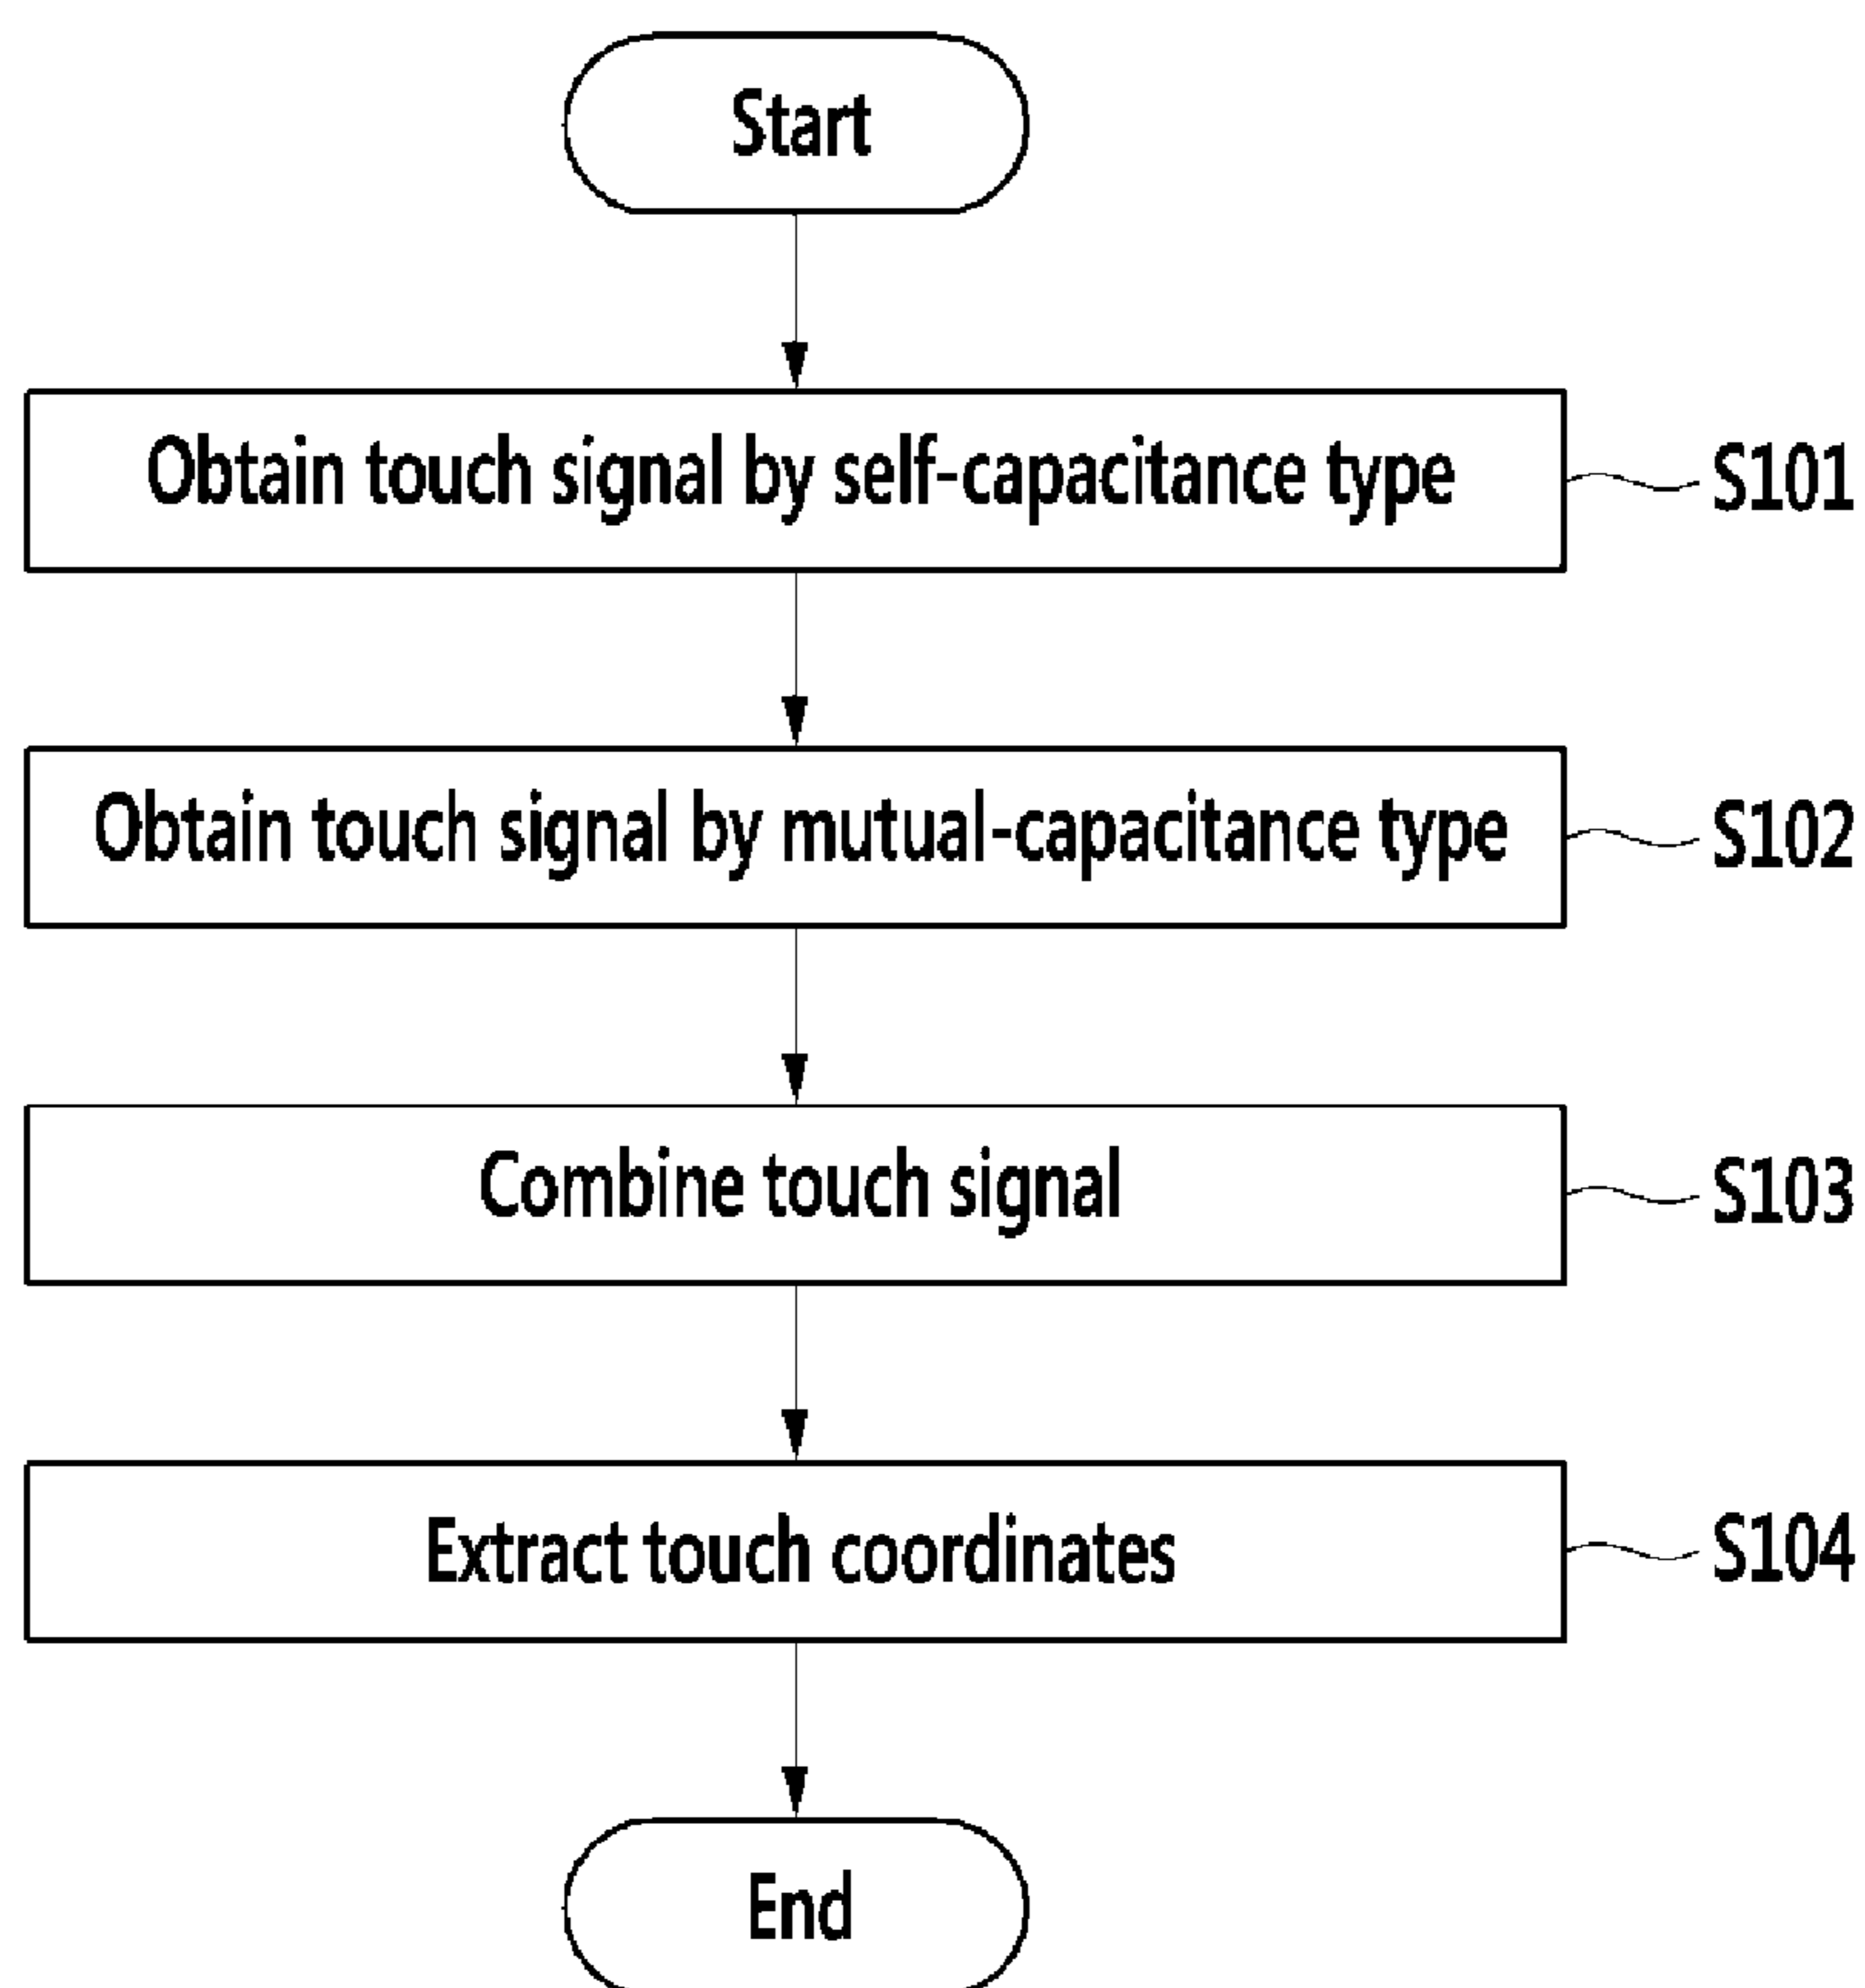 Start
Obtain touch signal by self-capacitance type
S101
Obtain touch signal by mutual-capacitance type
S102
Combine touch signal
S103
Extract touch coordinates
S104
End